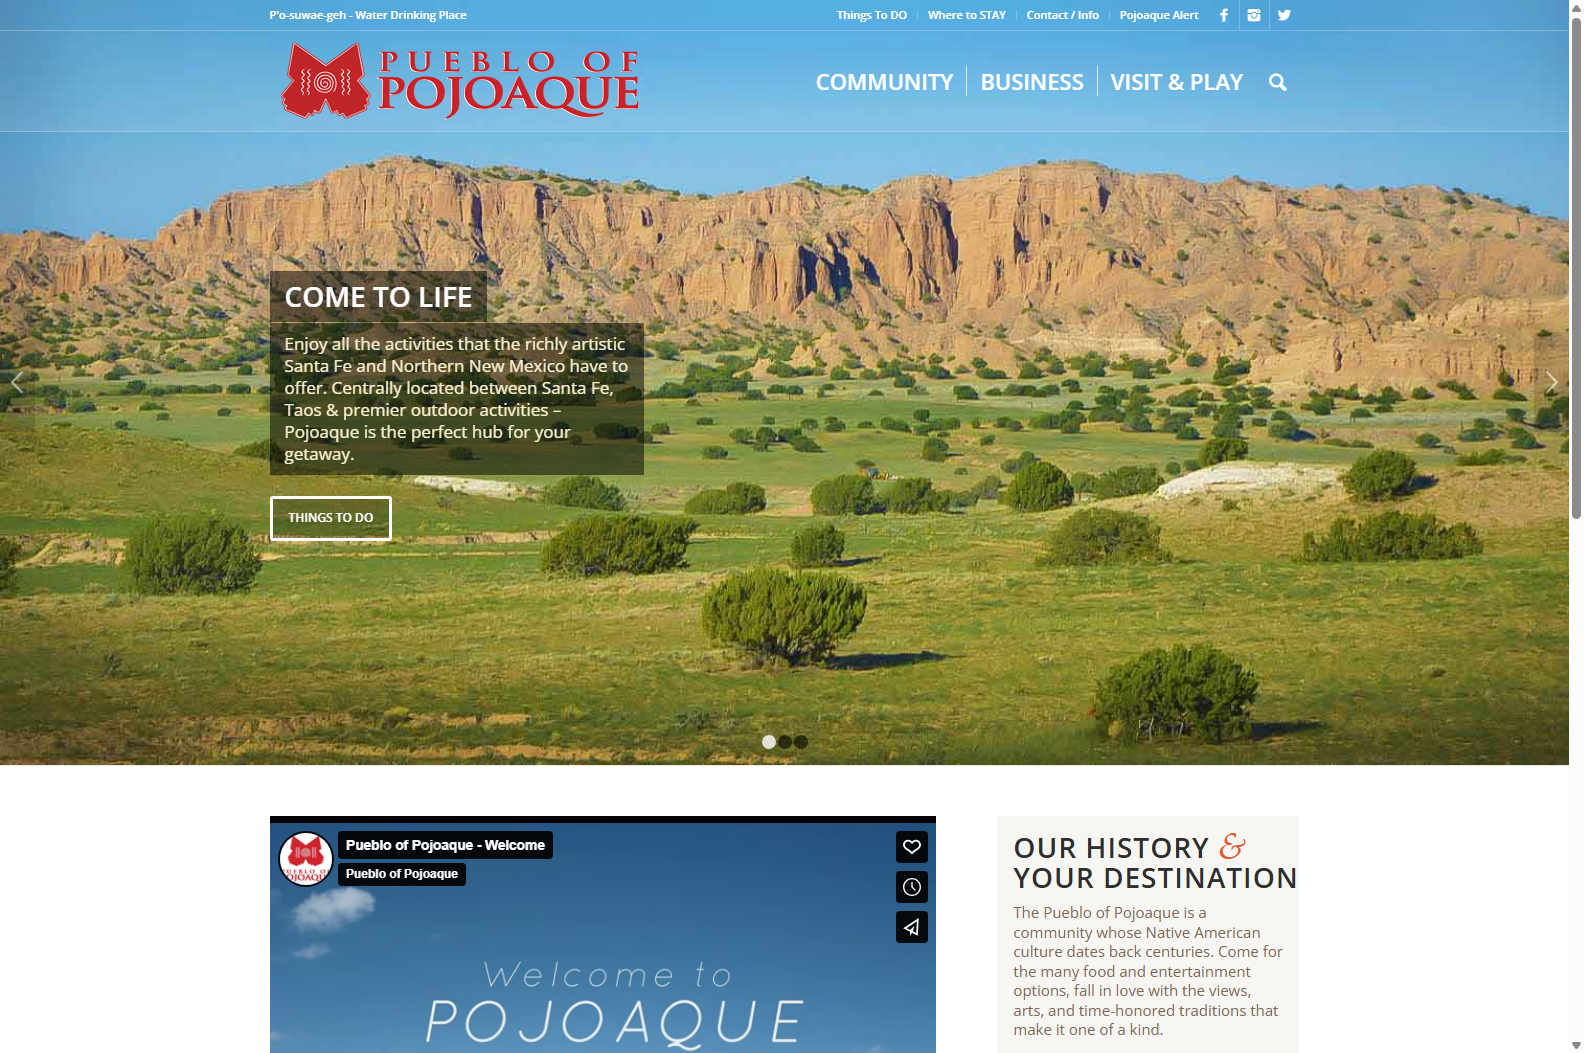 P'o-suwae-geh - Water Drinking Place
Things To DO
Where to STAY
Contact / Info
Pojoaque Alert
PUEBLO OF
POJOAQUE
COMMUNITY
BUSINESS
VISIT & PLAY
COME TO LIFE
Enjoy all the activities that the richly artistic
Santa Fe and Northern New Mexico have to
offer. Centrally located between Santa Fe,
Taos & premier outdoor activities –
Pojoaque is the perfect hub for your
getaway.
THINGS TO DO
PUEBLO OF
POJOAQUE
Pueblo of Pojoaque - Welcome
Pueblo of Pojoaque
Welcome to
POJOAQUE
OUR HISTORY &
YOUR DESTINATION
The Pueblo of Pojoaque is a
community whose Native American
culture dates back centuries. Come for
the many food and entertainment
options, fall in love with the views,
arts, and time-honored traditions that
make it one of a kind.